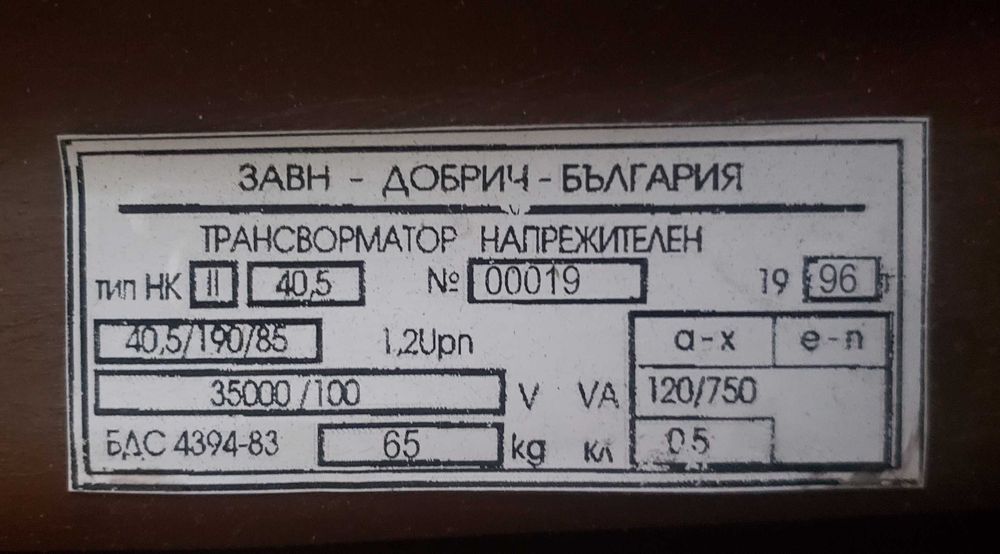 ЗАВН - ДОБРИЧ - БЪЛГАРИЯ
ТРАНСВОРМАТОР НАПРЕЖИТЕЛЕН
тип НК II 40,5 № 00019 19 96 г
40,5/190/85 1,2Upn a-x e-n
35000/100 V VA 120/750
БДС 4394-83 65 kg кл 0.5